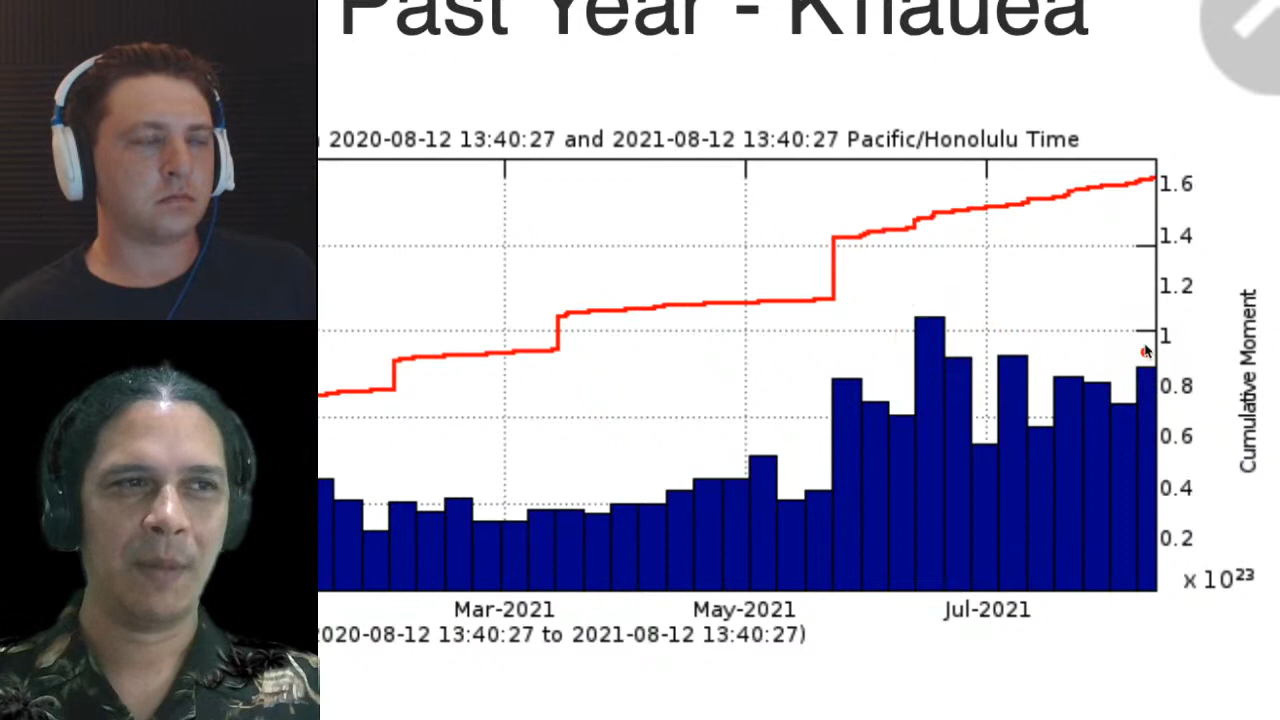 Past Year - Kīlauea
2020-08-12 13:40:27 and 2021-08-12 13:40:27 Pacific/Honolulu Time
1.6
1.4
1.2
1
0.8
0.6
0.4
0.2
x 10²³
Cumulative Moment
Mar-2021 May-2021 Jul-2021
2020-08-12 13:40:27 to 2021-08-12 13:40:27)